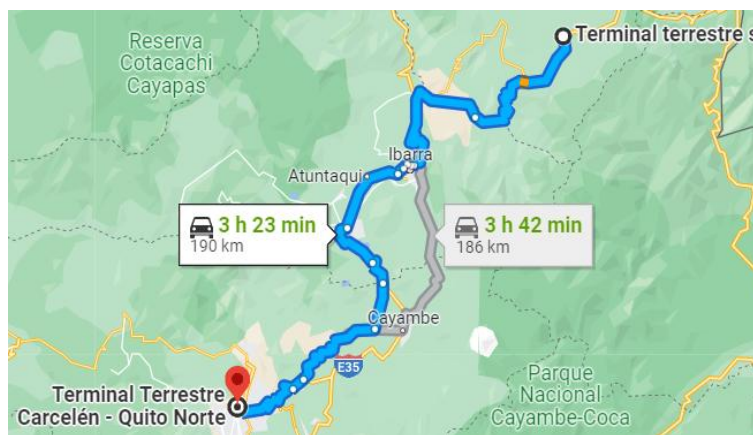 Reserva
Cotacachi
Cayapas
Terminal terrestre s
Ibarra
Atuntaqui
3 h 23 min
190 km
3 h 42 min
186 km
Cayambe
E35
Terminal Terrestre
Carcelén - Quito Norte
Parque
Nacional
Cayambe-Coca